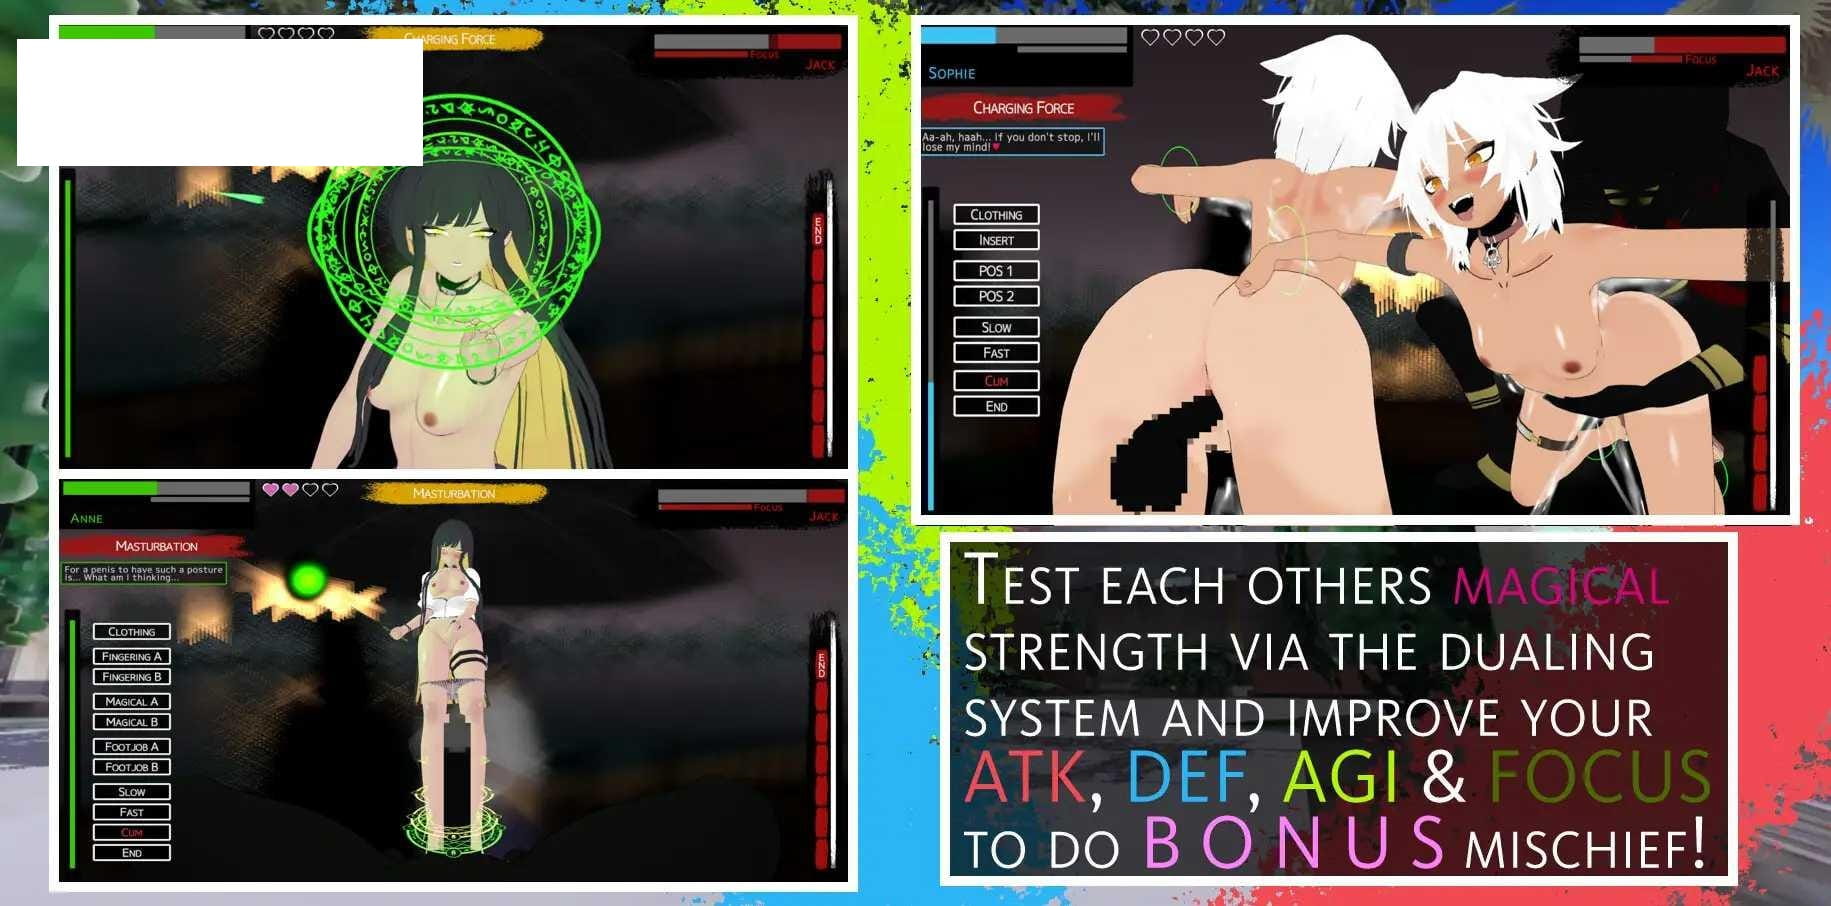 CHARGING FORCE
FOCUS
JACK
END
MASTURBATION
FOCUS
JACK
ANNE
MASTURBATION
For a penis to have such a posture
is... What am I thinking...
CLOTHING
FINGERING A
FINGERING B
MAGICAL A
MAGICAL B
FOOTJOB A
FOOTJOB B
SLOW
FAST
CUM
END
END
FOCUS
JACK
SOPHIE
CHARGING FORCE
Aa-ah, haah... If you don't stop, I'll
lose my mind!♥
CLOTHING
INSERT
POS 1
POS 2
SLOW
FAST
CUM
END
TEST EACH OTHERS MAGICAL
STRENGTH VIA THE DUALING
SYSTEM AND IMPROVE YOUR
ATK, DEF, AGI & FOCUS
TO DO BONUS MISCHIEF!